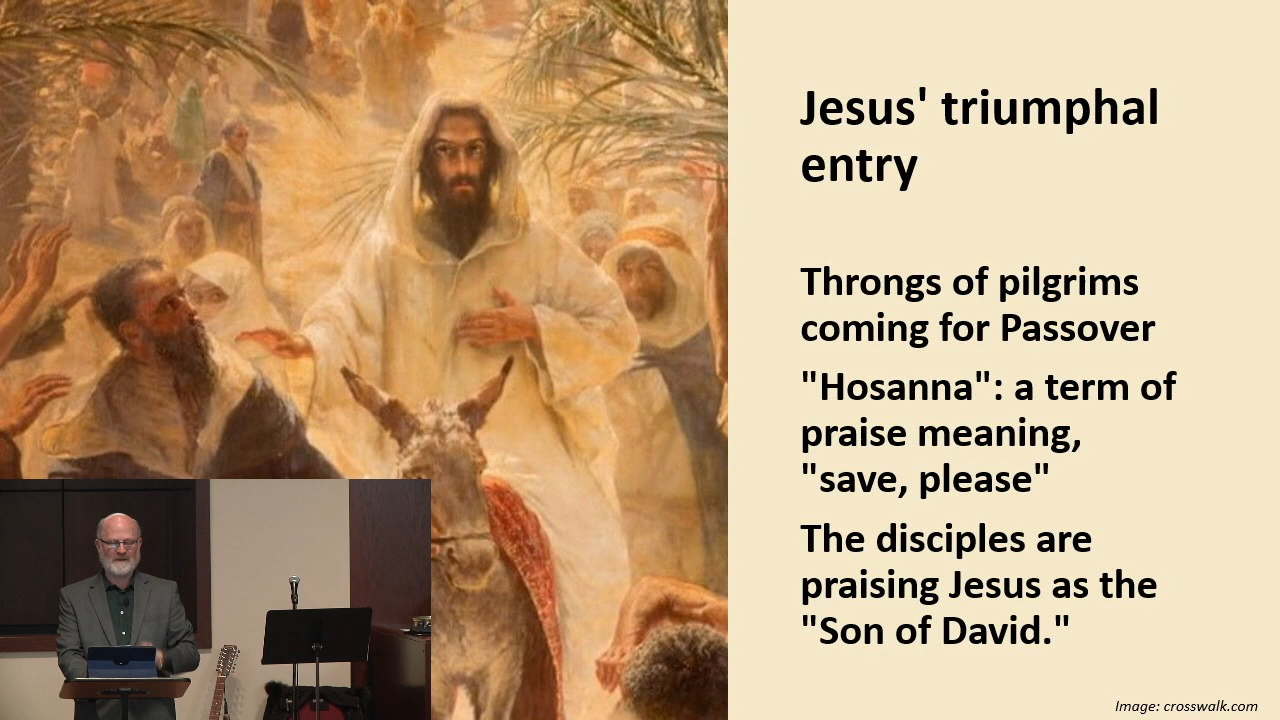 Jesus' triumphal
entry
Throngs of pilgrims
coming for Passover
"Hosanna": a term of
praise meaning,
"save, please"
The disciples are
praising Jesus as the
"Son of David."
Image: crosswalk.com